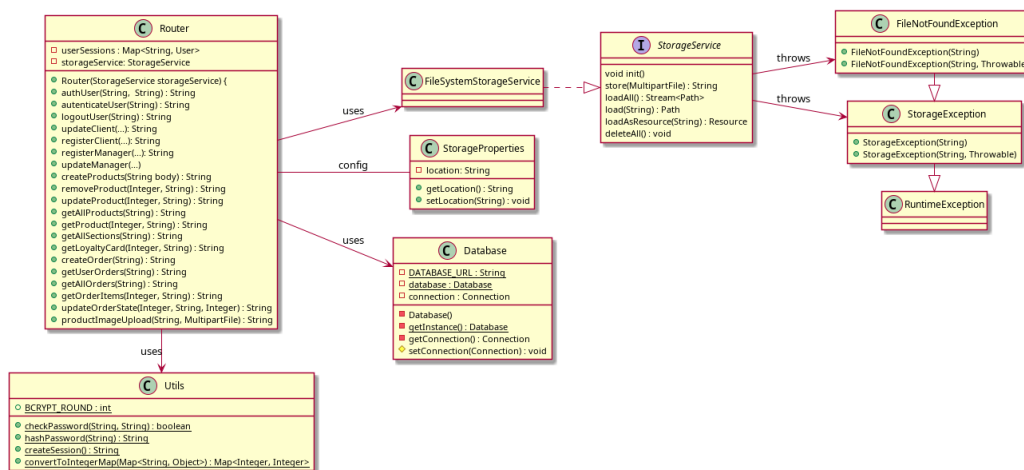 C Router
userSessions : Map<String, User>
storageService: StorageService
Router(StorageService storageService) {
authUser(String, String) : String
autenticateUser(String) : String
logoutUser(String) : String
updateClient(...): String
registerClient(...): String
registerManager(...): String
updateManager(...)
createProducts(String body) : String
removeProduct(Integer, String) : String
updateProduct(Integer, String) : String
getAllProducts(String) : String
getProduct(Integer, String) : String
getAllSections(String) : String
getLoyaltyCard(Integer, String) : String
createOrder(String) : String
getUserOrders(String) : String
getAllOrders(String) : String
getOrderItems(Integer, String) : String
updateOrderState(Integer, String, Integer) : String
productImageUpload(String, MultipartFile) : String
uses
C FileSystemStorageService
config
C StorageProperties
location: String
getLocation() : String
setLocation(String) : void
uses
C Database
DATABASE_URL : String
database : Database
connection : Connection
Database()
getInstance() : Database
getConnection() : Connection
setConnection(Connection) : void
uses
C Utils
BCRYPT_ROUND : int
checkPassword(String, String) : boolean
hashPassword(String) : String
createSession() : String
convertToIntegerMap(Map<String, Object>) : Map<Integer, Integer>
I StorageService
void init()
store(MultipartFile) : String
loadAll() : Stream<Path>
load(String) : Path
loadAsResource(String) : Resource
deleteAll() : void
throws
throws
C FileNotFoundException
FileNotFoundException(String)
FileNotFoundException(String, Throwable
C StorageException
StorageException(String)
StorageException(String, Throwable)
C RuntimeException